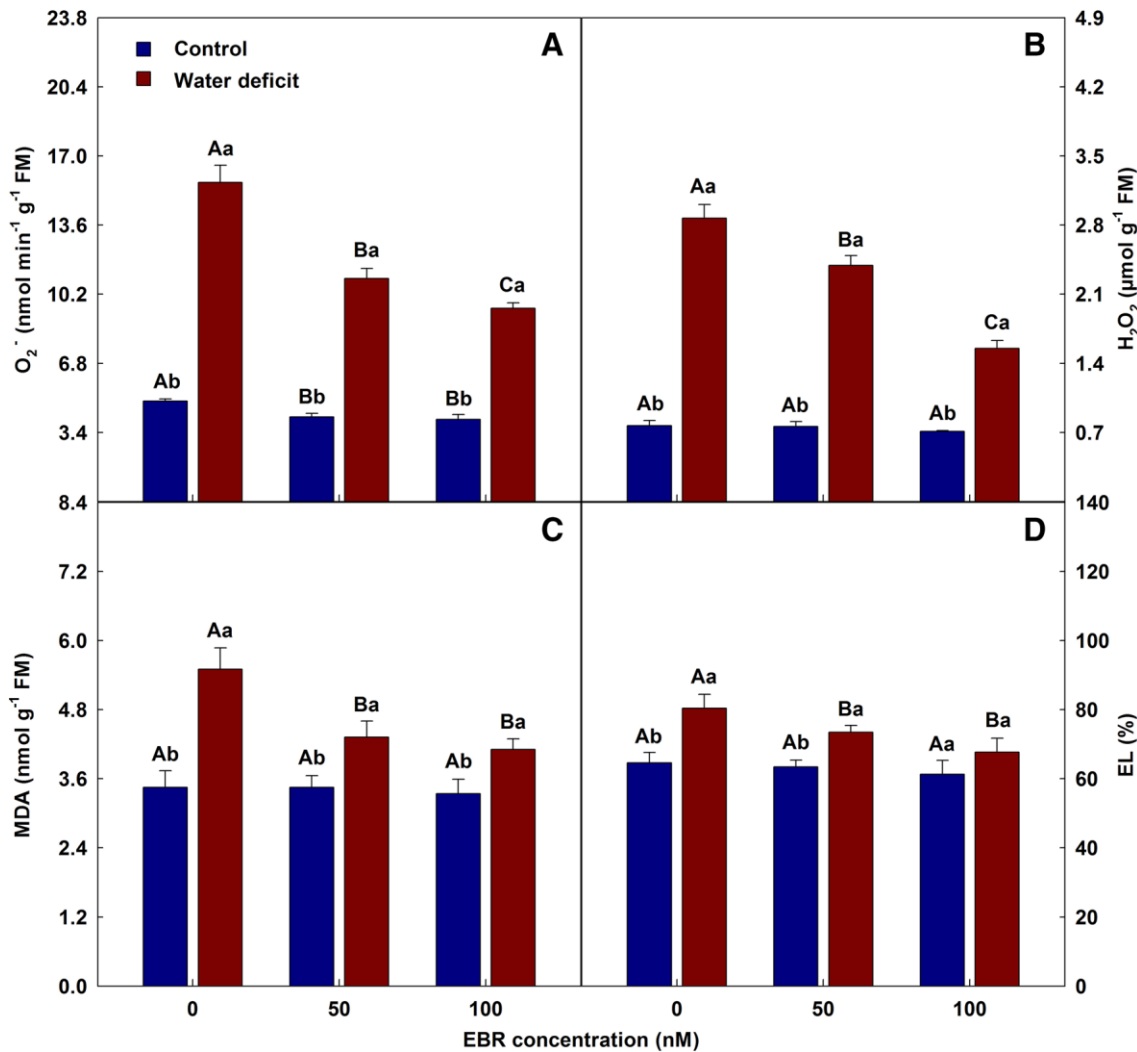 23.8
20.4
17.0
13.6
10.2
6.8
3.4
8.4
7.2
6.0
4.8
3.6
2.4
1.2
0.0
O₂⁻ (nmol min⁻¹ g⁻¹ FM)
MDA (nmol g⁻¹ FM)
Control
Water deficit
A
Ab Aa Bb Ba Bb Ca
B
Ab Aa Ab Ba Ab Ca
C
Ab Aa Ab Ba Ab Ba
D
Ab Aa Ab Ba Aa Ba
4.9
4.2
3.5
2.8
2.1
1.4
0.7
140
120
100
80
60
40
20
0
H₂O₂ (µmol g⁻¹ FM)
EL (%)
0 50 100 0 50 100
EBR concentration (nM)